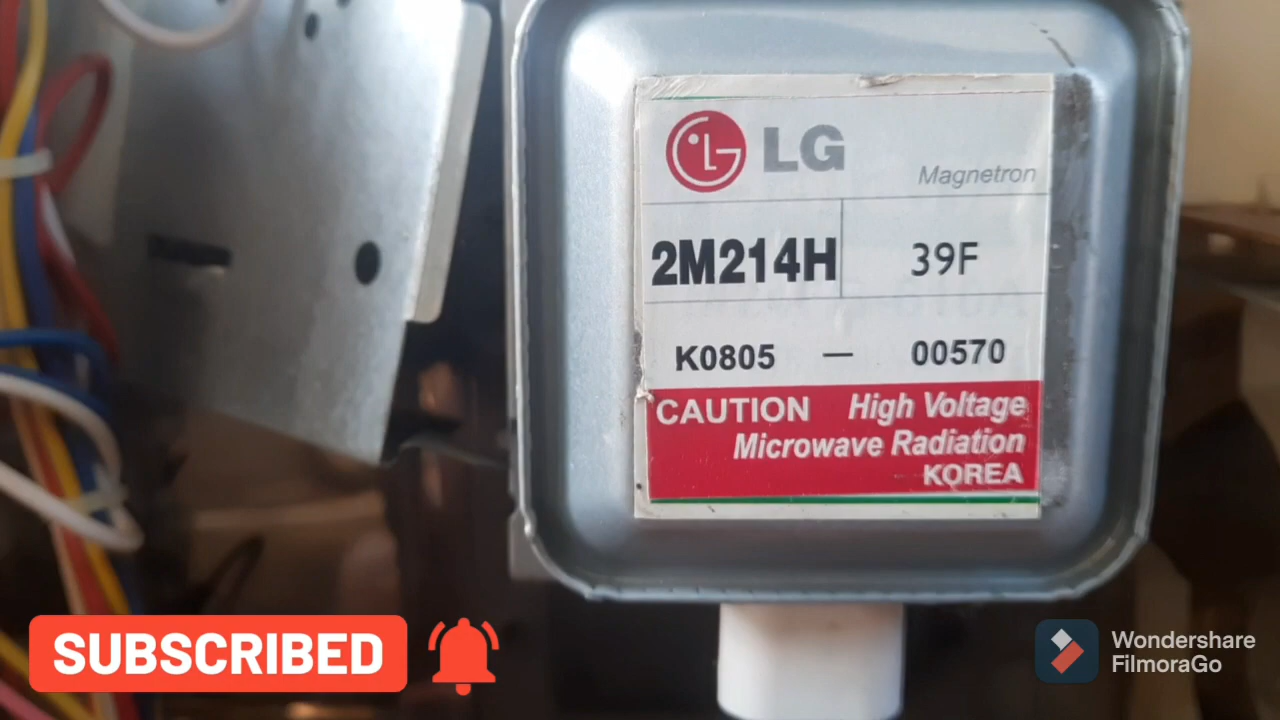 LG
Magnetron
2M214H 39F
K0805 — 00570
CAUTION High Voltage
Microwave Radiation
KOREA
SUBSCRIBED
Wondershare
FilmoraGo